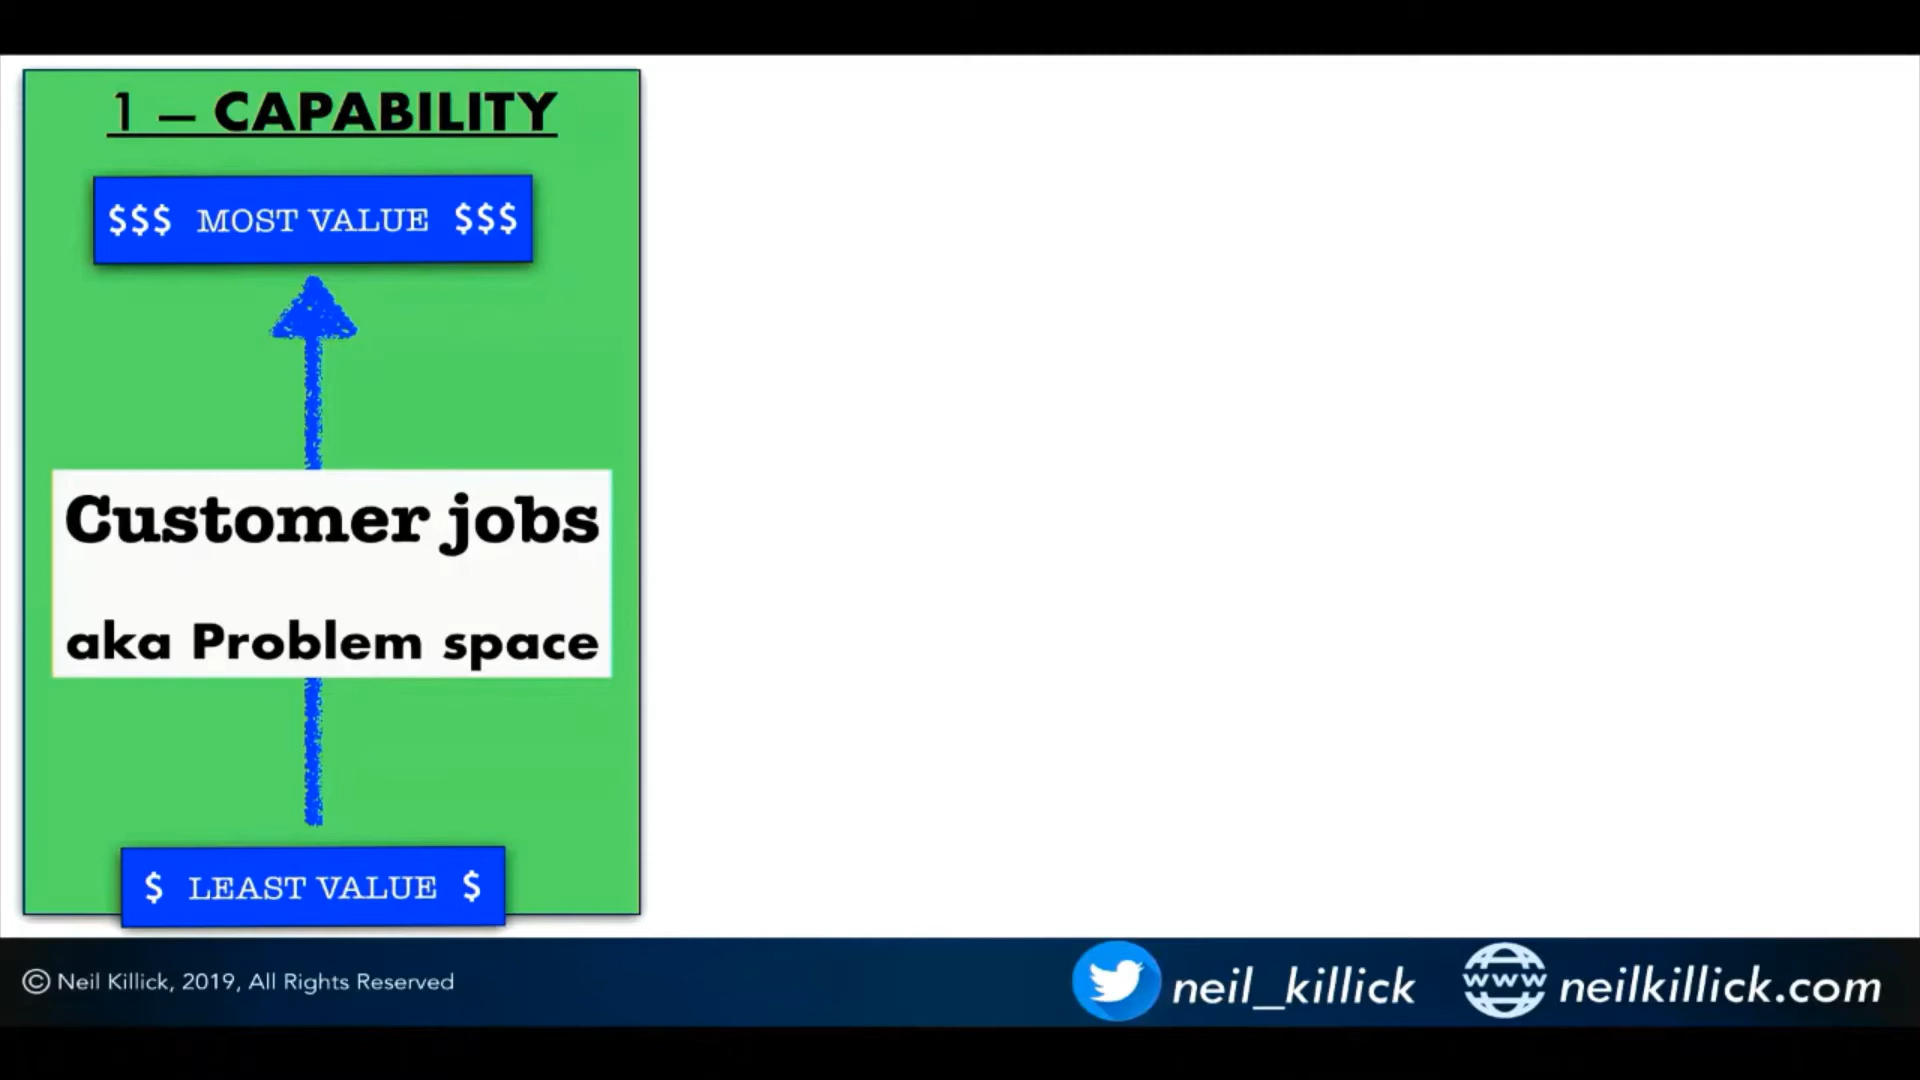 1 — CAPABILITY
$$$ MOST VALUE $$$
Customer jobs
aka Problem space
$ LEAST VALUE $
© Neil Killick, 2019, All Rights Reserved
neil_killick
www neilkillick.com